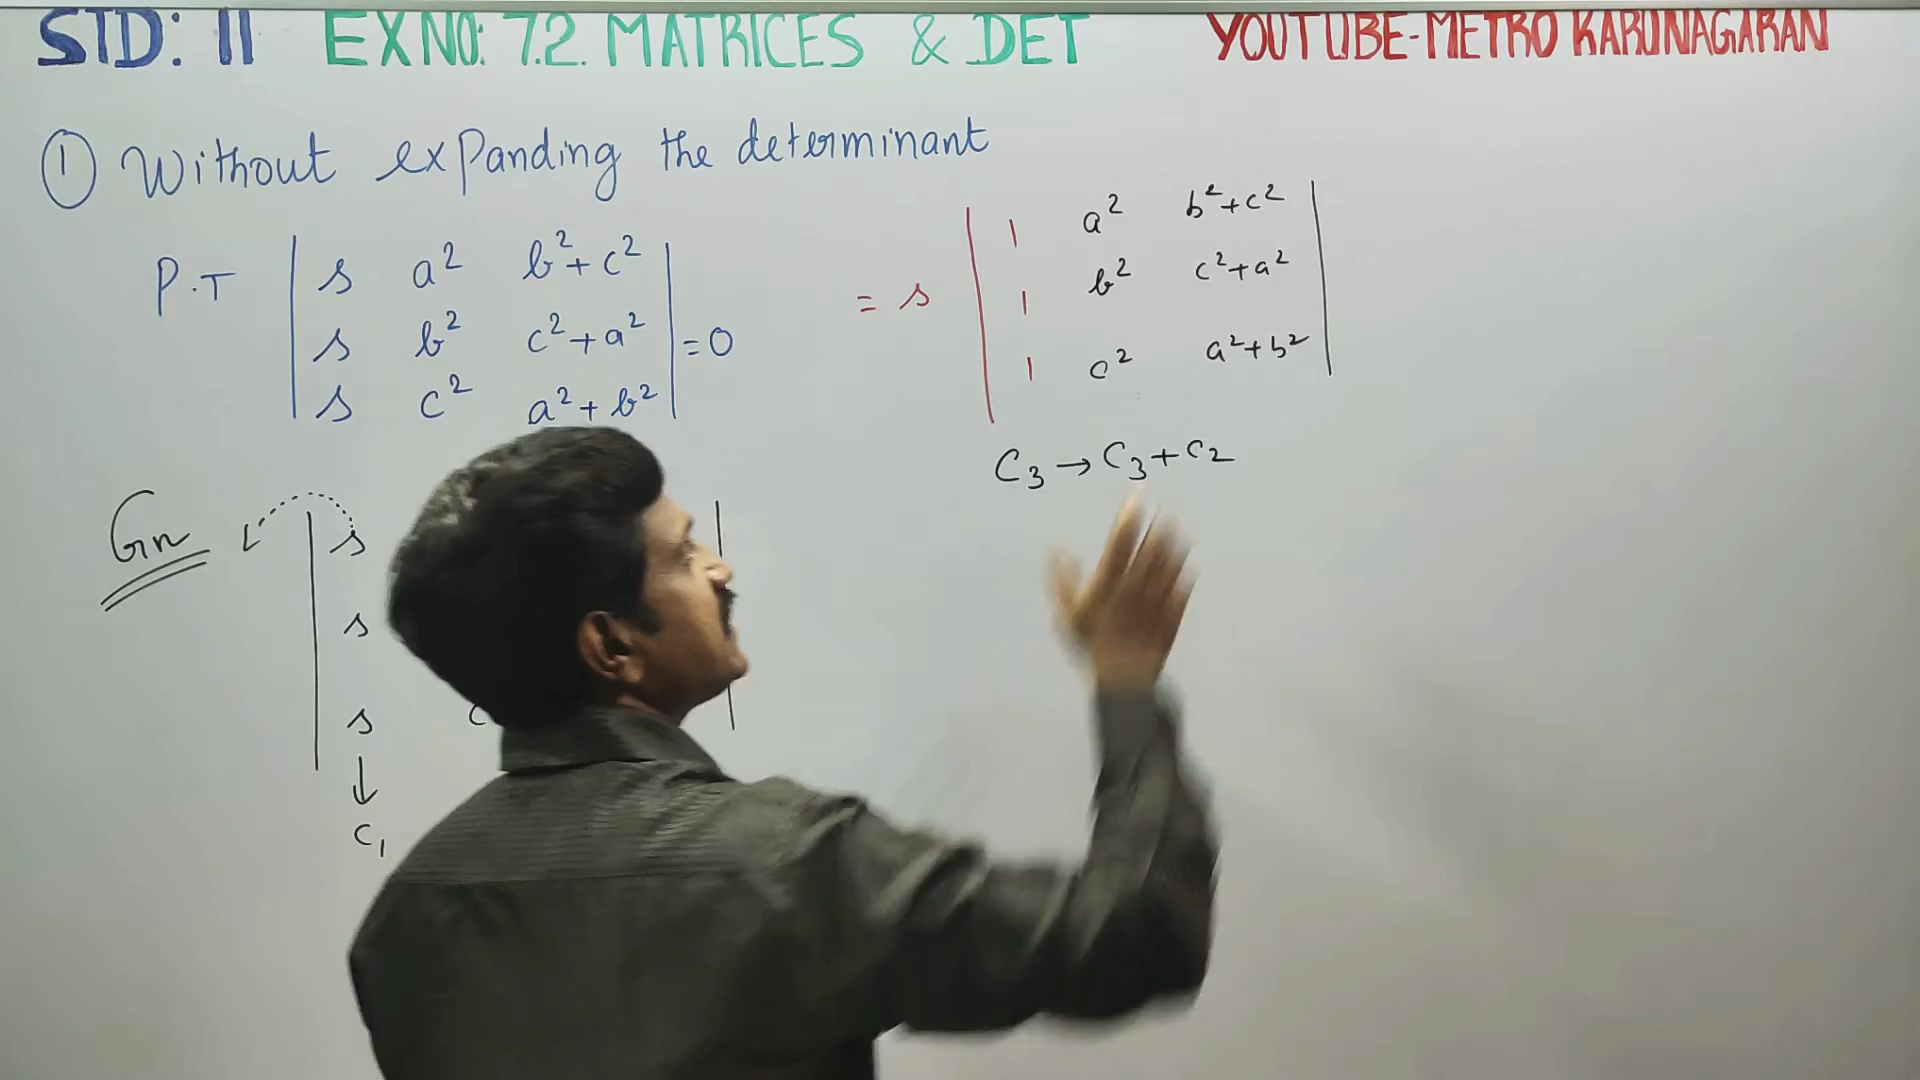 STD: 11 EX NO: 7.2. MATRICES & DET YOUTUBE-METRO KARUNAGARAN
① Without expanding the determinant
P.T | s a² b²+c² |
| s b² c²+a² | = 0
| s c² a²+b² |
Gn | s
s
s c
↓
C₁
= s | 1 a² b²+c² |
| 1 b² c²+a² |
| 1 c² a²+b² |
C₃ → C₃+C₂